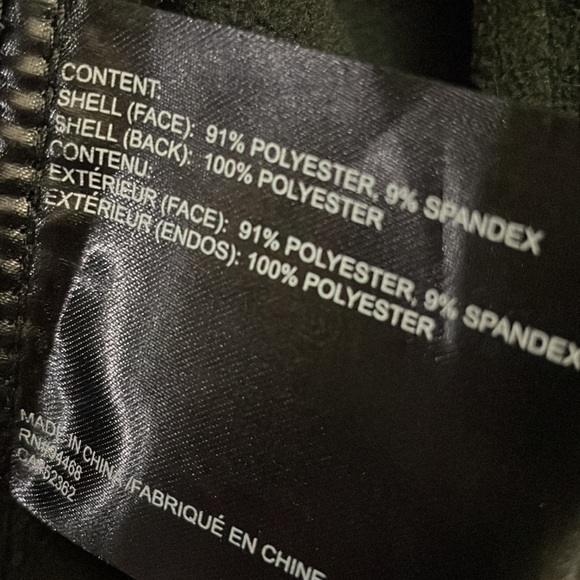 CONTENT:
SHELL (FACE): 91% POLYESTER, 9% SPANDEX
SHELL (BACK): 100% POLYESTER
CONTENU:
EXTÉRIEUR (FACE): 91% POLYESTER, 9% SPANDEX
EXTÉRIEUR (ENDOS): 100% POLYESTER
MADE IN CHINA /FABRIQUÉ EN CHINE